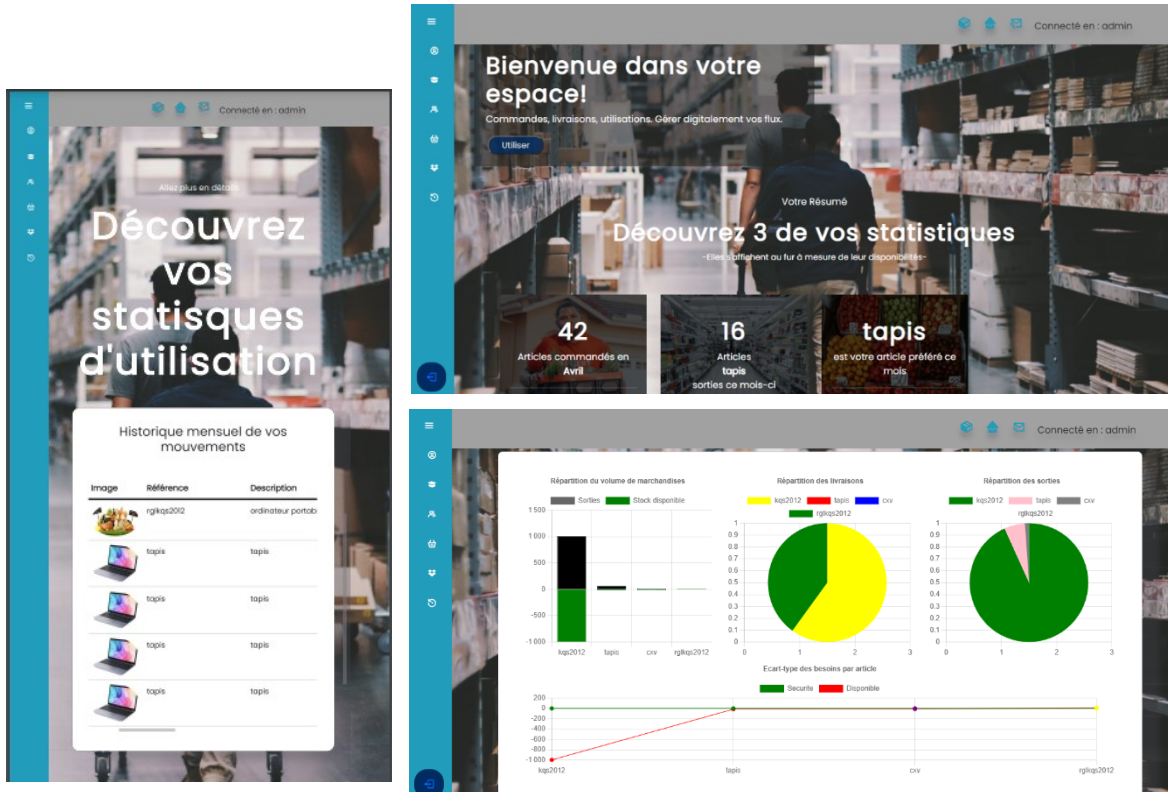 Connecté en : admin
Allez plus en détails
Découvrez
vos
statisques
d'utilisation
Historique mensuel de vos
mouvements
Image Référence Description
rglkqs2012 ordinateur portab
tapis tapis
tapis tapis
tapis tapis
tapis tapis
Connecté en : admin
Bienvenue dans votre
espace!
Commandes, livraisons, utilisations. Gérer digitalement vos flux.
Utiliser
Votre Résumé
Découvrez 3 de vos statistiques
-Elles s'affichent au fur à mesure de leur disponibilités-
42
Articles commandés en
Avril
16
Articles
tapis
sorties ce mois-ci
tapis
est votre article préféré ce
mois
Connecté en : admin
Répartition du volume de marchandises
Sorties Stock disponible
1 500
1 000
500
0
-500
-1 000
kqs2012 tapis cxv rglkqs2012
Répartition des livraisons
kqs2012 tapis cxv
rglkqs2012
1
0.9
0.8
0.7
0.6
0.5
0.4
0.3
0.2
0.1
0
0 1 2 3
Répartition des sorties
kqs2012 tapis cxv
rglkqs2012
1
0.9
0.8
0.7
0.6
0.5
0.4
0.3
0.2
0.1
0
0 1 2 3
Ecart-type des besoins par article
Securite Disponible
200
0
-200
-400
-600
-800
-1 000
kqs2012 tapis cxv rglkqs2012